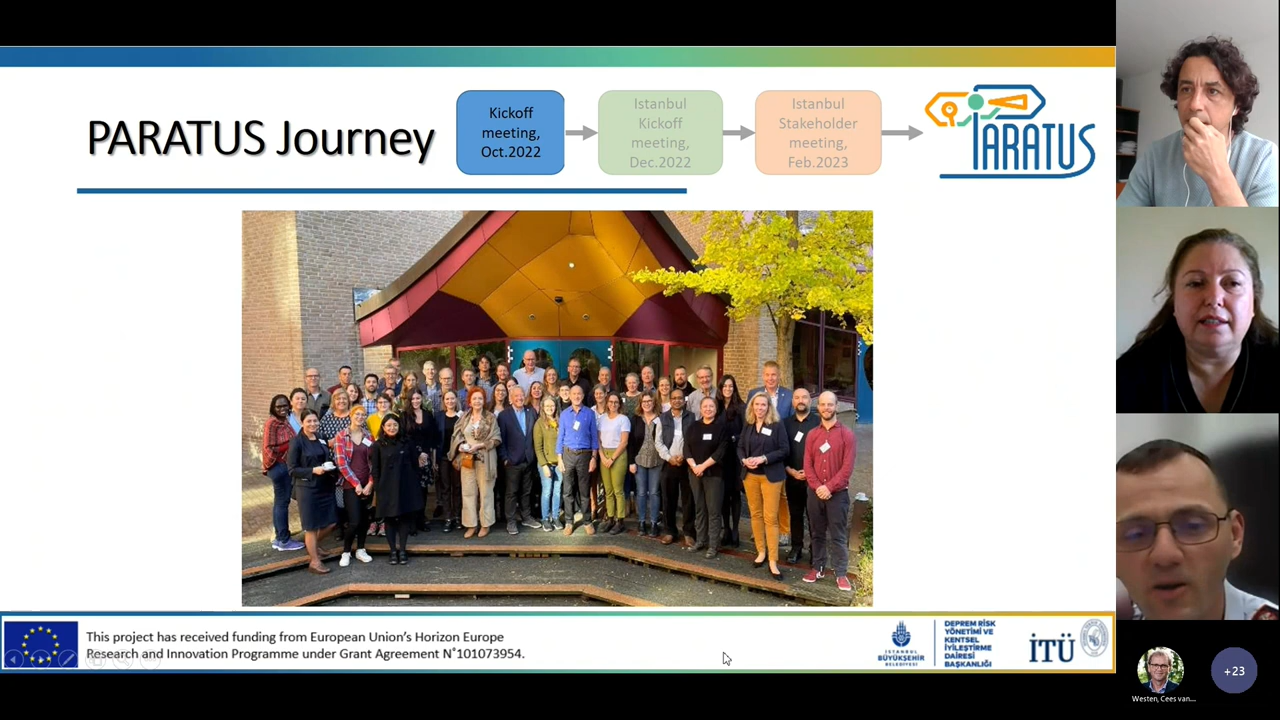 PARATUS Journey
Kickoff
meeting,
Oct.2022
Istanbul
Kickoff
meeting,
Dec.2022
Istanbul
Stakeholder
meeting,
Feb.2023
PARATUS
This project has received funding from European Union's Horizon Europe
Research and Innovation Programme under Grant Agreement N°101073954.
İSTANBUL
BÜYÜKŞEHİR
BELEDİYESİ
DEPREM RİSK
YÖNETİMİ VE
KENTSEL
İYİLEŞTİRME
DAİRESİ
BAŞKANLIĞI
İTÜ
Westen, Cees van...
+23